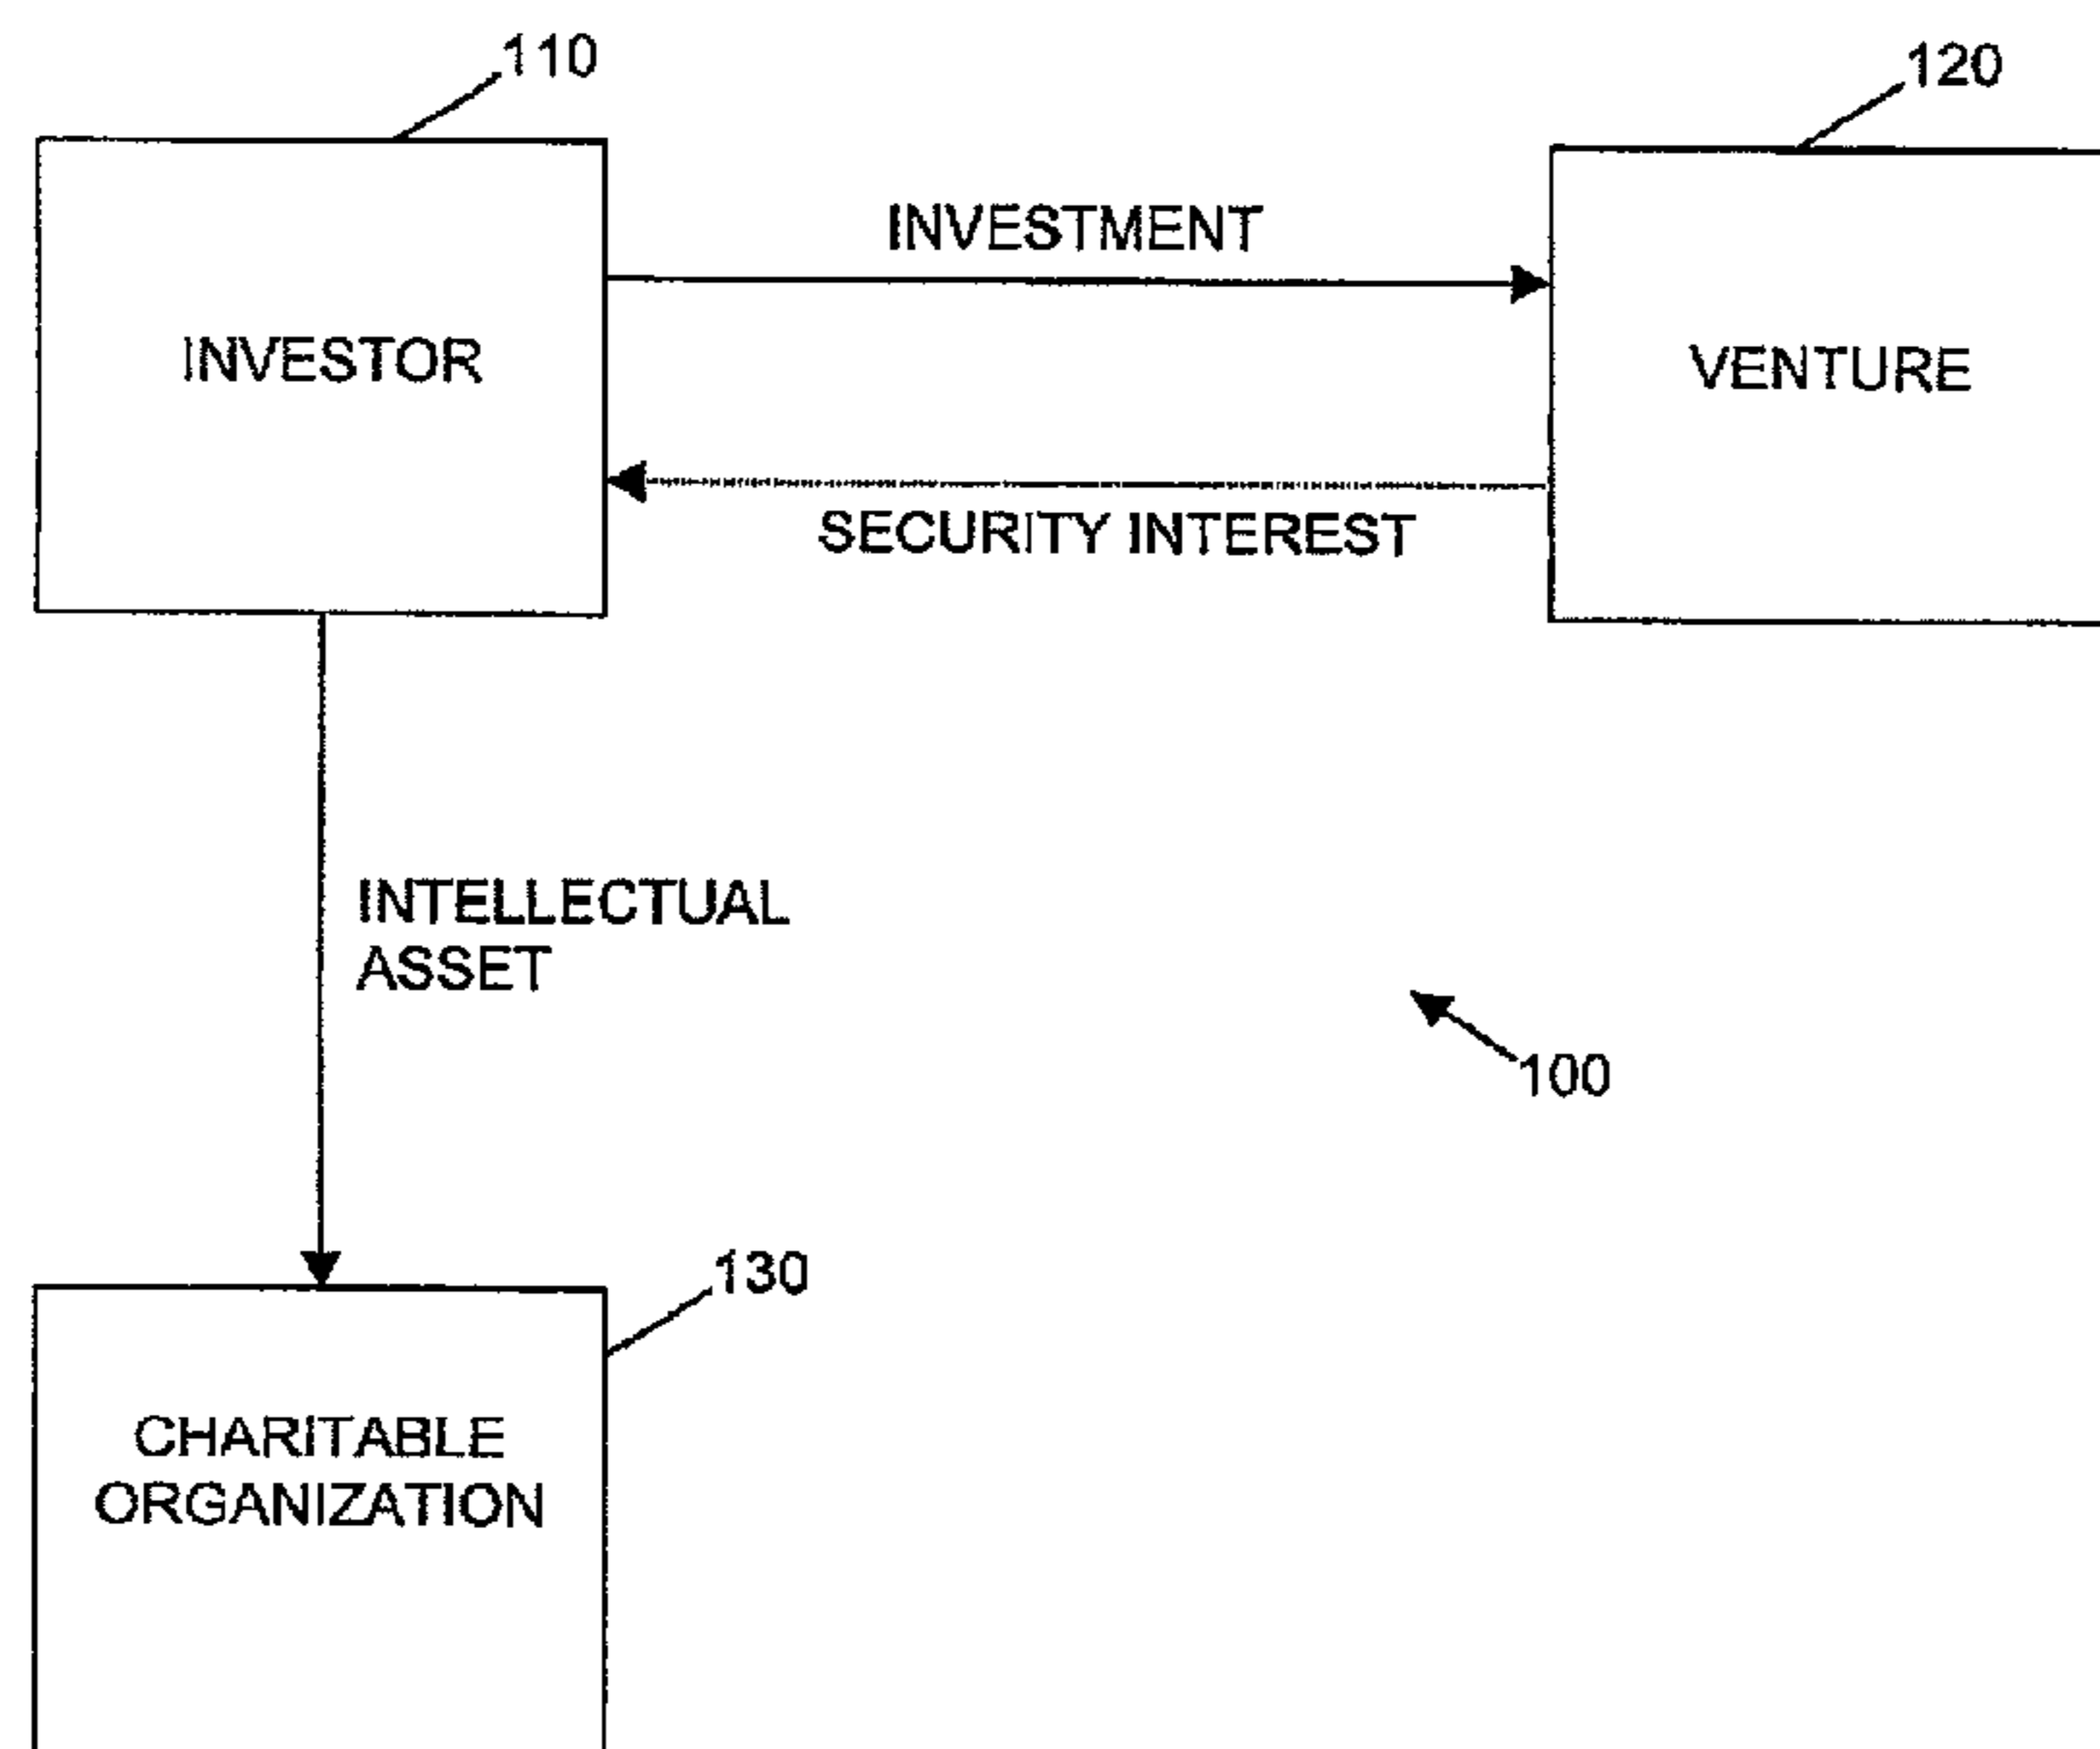 110
120
INVESTMENT
INVESTOR
VENTURE
SECURITY INTEREST
INTELLECTUAL
ASSET
100
130
CHARITABLE
ORGANIZATION